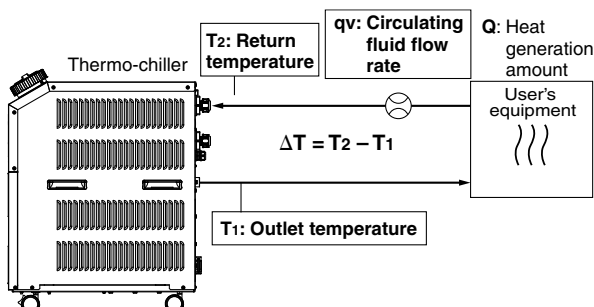 Thermo-chiller
T2: Return
temperature
qv: Circulating
fluid flow
rate
Q: Heat
generation
amount
User's
equipment
ΔT = T2 – T1
T1: Outlet temperature